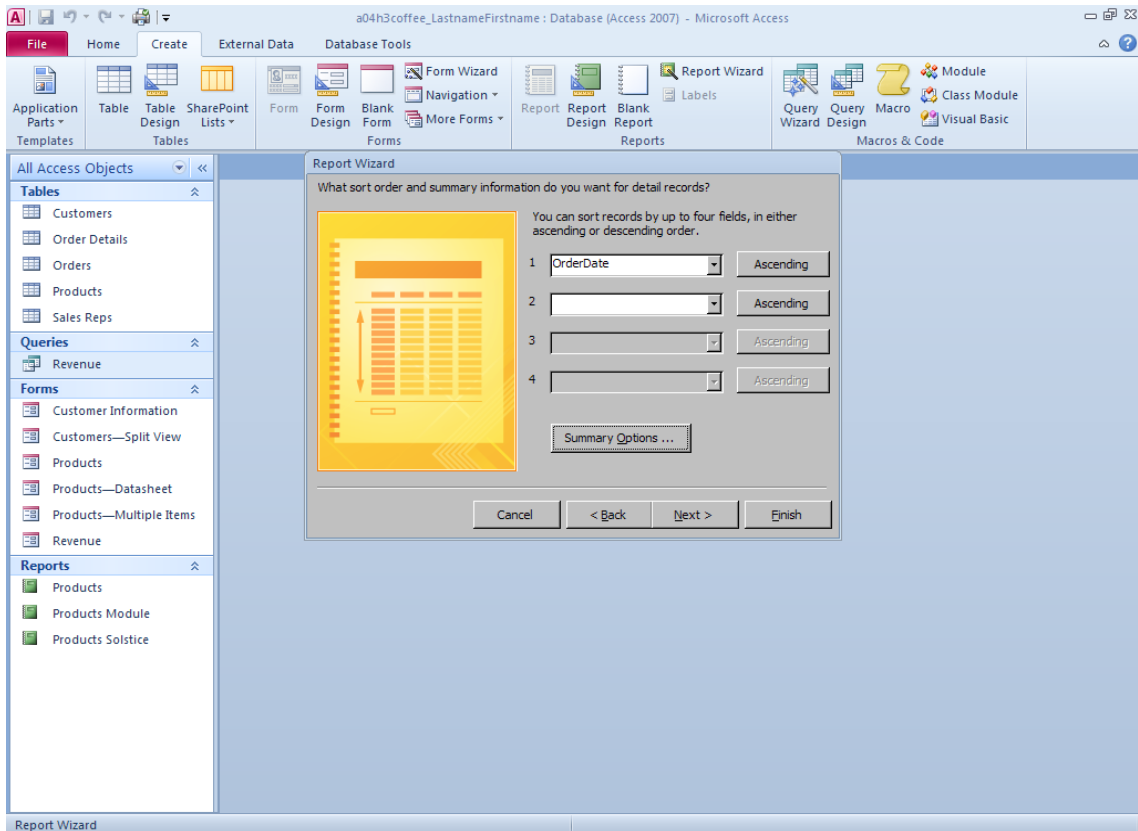 a04h3coffee_LastnameFirstname : Database (Access 2007) - Microsoft Access
File Home Create External Data Database Tools
Application Parts
Table
Table Design
SharePoint Lists
Form
Form Design
Blank Form
Form Wizard
Navigation
More Forms
Report
Report Design
Blank Report
Report Wizard
Labels
Query Wizard
Query Design
Macro
Module
Class Module
Visual Basic
Templates Tables Forms Reports Macros & Code
All Access Objects
Tables
Customers
Order Details
Orders
Products
Sales Reps
Queries
Revenue
Forms
Customer Information
Customers—Split View
Products
Products—Datasheet
Products—Multiple Items
Revenue
Reports
Products
Products Module
Products Solstice
Report Wizard
What sort order and summary information do you want for detail records?
You can sort records by up to four fields, in either
ascending or descending order.
1 OrderDate Ascending
2 Ascending
3 Ascending
4 Ascending
Summary Options ...
Cancel < Back Next > Finish
Report Wizard